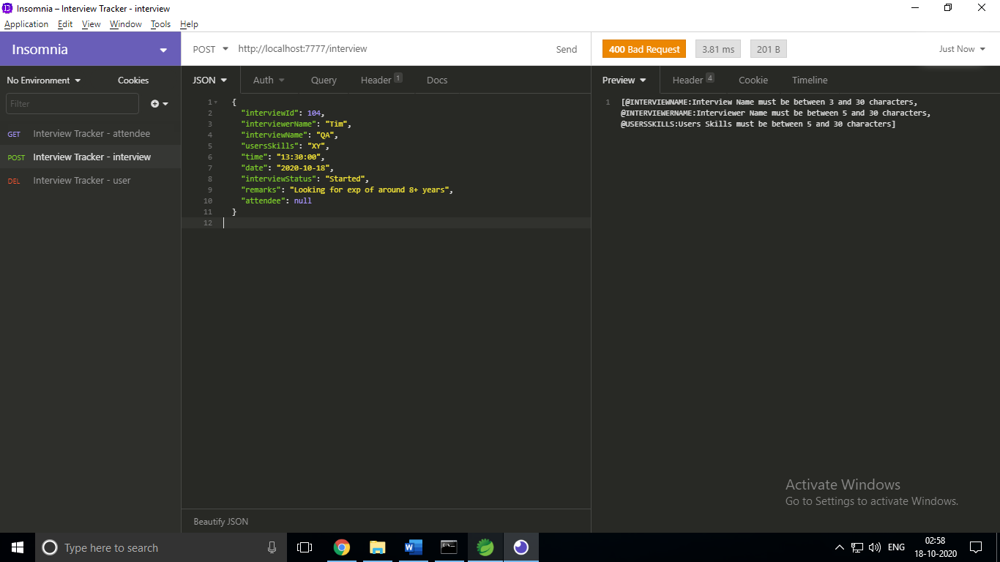 Insomnia – Interview Tracker - interview
Application Edit View Window Tools Help
Insomnia
POST http://localhost:7777/interview Send
400 Bad Request 3.81 ms 201 B Just Now
No Environment Cookies
JSON Auth Query Header 1 Docs
Preview Header 4 Cookie Timeline
Filter
GET Interview Tracker - attendee
POST Interview Tracker - interview
DEL Interview Tracker - user
1 {
2 "interviewId": 104,
3 "interviewerName": "Tim",
4 "interviewName": "QA",
5 "usersSkills": "XY",
6 "time": "13:30:00",
7 "date": "2020-10-18",
8 "interviewStatus": "Started",
9 "remarks": "Looking for exp of around 8+ years",
10 "attendee": null
11 }
12
1 [@INTERVIEWNAME:Interview Name must be between 3 and 30 characters,
@INTERVIEWERNAME:Interviewer Name must be between 5 and 30 characters,
@USERSSKILLS:Users Skills must be between 5 and 30 characters]
Activate Windows
Go to Settings to activate Windows.
Beautify JSON
Type here to search
ENG
02:58
18-10-2020